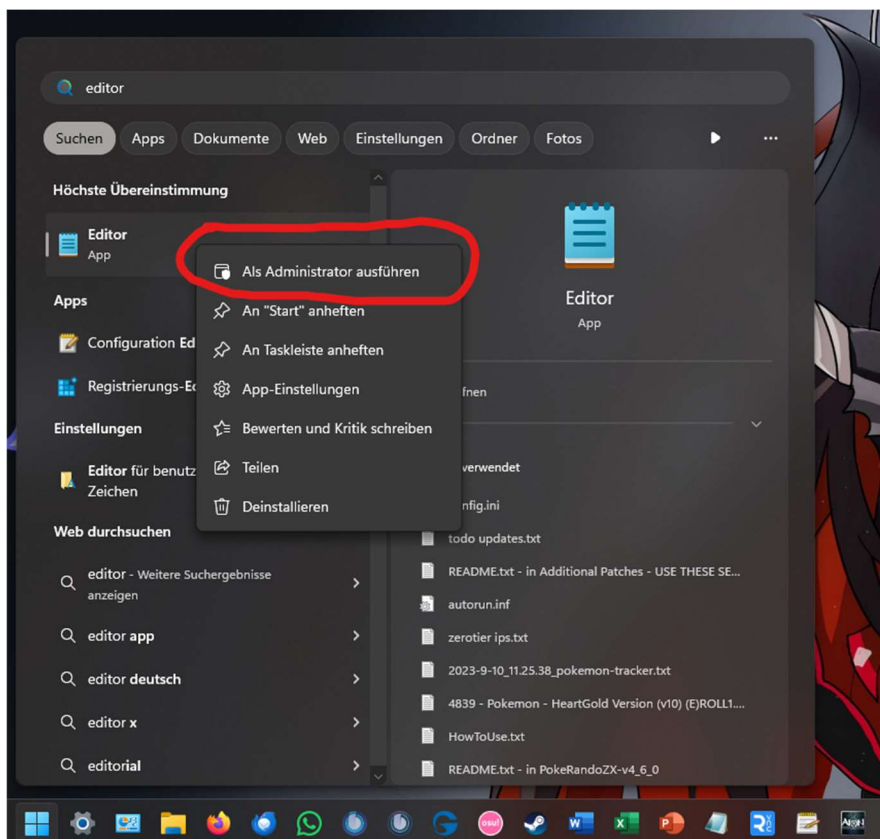 editor
Suchen Apps Dokumente Web Einstellungen Ordner Fotos
Höchste Übereinstimmung
Editor
App
Apps
Configuration Ed
Registrierungs-Ed
Einstellungen
Editor für benutz
Zeichen
Web durchsuchen
editor - Weitere Suchergebnisse
anzeigen
editor app
editor deutsch
editor x
editorial
Als Administrator ausführen
An "Start" anheften
An Taskleiste anheften
App-Einstellungen
Bewerten und Kritik schreiben
Teilen
Deinstallieren
Editor
App
fnen
verwendet
nfig.ini
todo updates.txt
README.txt - in Additional Patches - USE THESE SE...
autorun.inf
zerotier ips.txt
2023-9-10_11.25.38_pokemon-tracker.txt
4839 - Pokemon - HeartGold Version (v10) (E)ROLL1....
HowToUse.txt
README.txt - in PokeRandoZX-v4_6_0
osu!